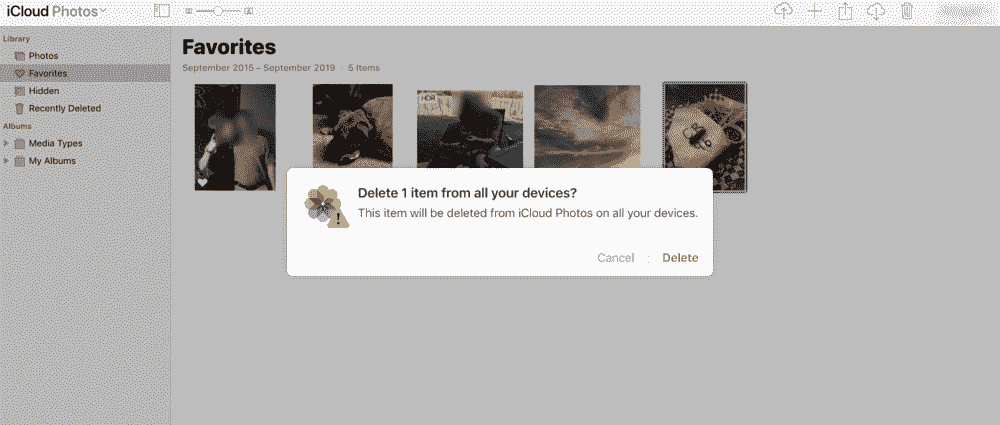 iCloud Photos
Library
Photos
Favorites
Hidden
Recently Deleted
Albums
Media Types
My Albums
Favorites
September 2015 – September 2019 · 5 Items
HDR
Delete 1 item from all your devices?
This item will be deleted from iCloud Photos on all your devices.
Cancel
Delete